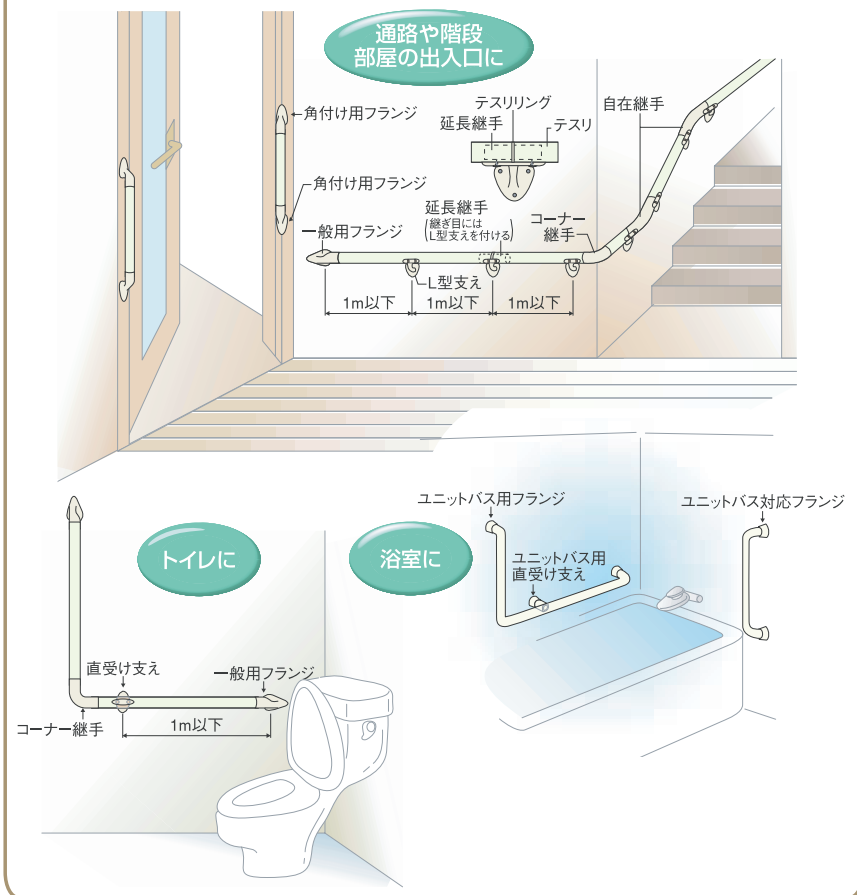 通路や階段
部屋の出入口に
角付け用フランジ
テスリリング
延長継手
テスリ
自在継手
角付け用フランジ
延長継手
(継ぎ目には
L型支えを付ける)
コーナー
継手
一般用フランジ
L型支え
1m以下
1m以下
1m以下
ユニットバス用フランジ
ユニットバス対応フランジ
トイレに
浴室に
ユニットバス用
直受け支え
直受け支え
一般用フランジ
コーナー継手
1m以下